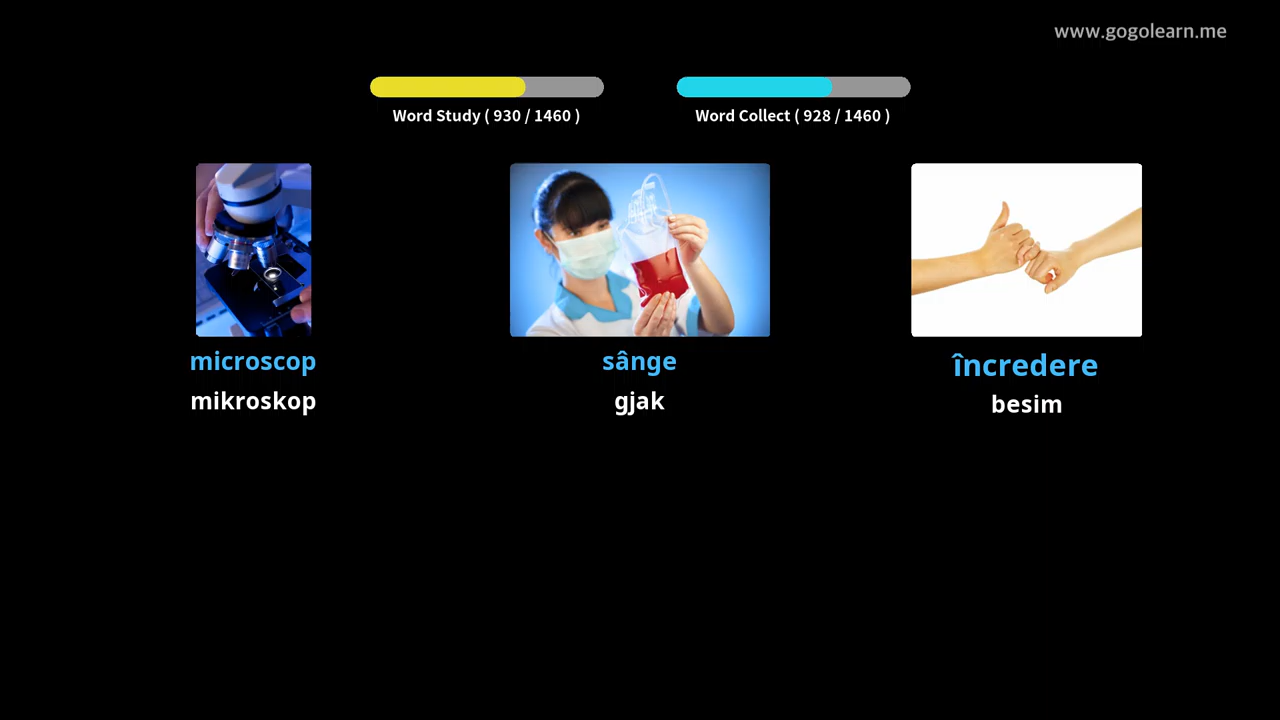 www.gogolearn.me
Word Study ( 930 / 1460 )
Word Collect ( 928 / 1460 )
microscop
sânge
încredere
mikroskop
gjak
besim